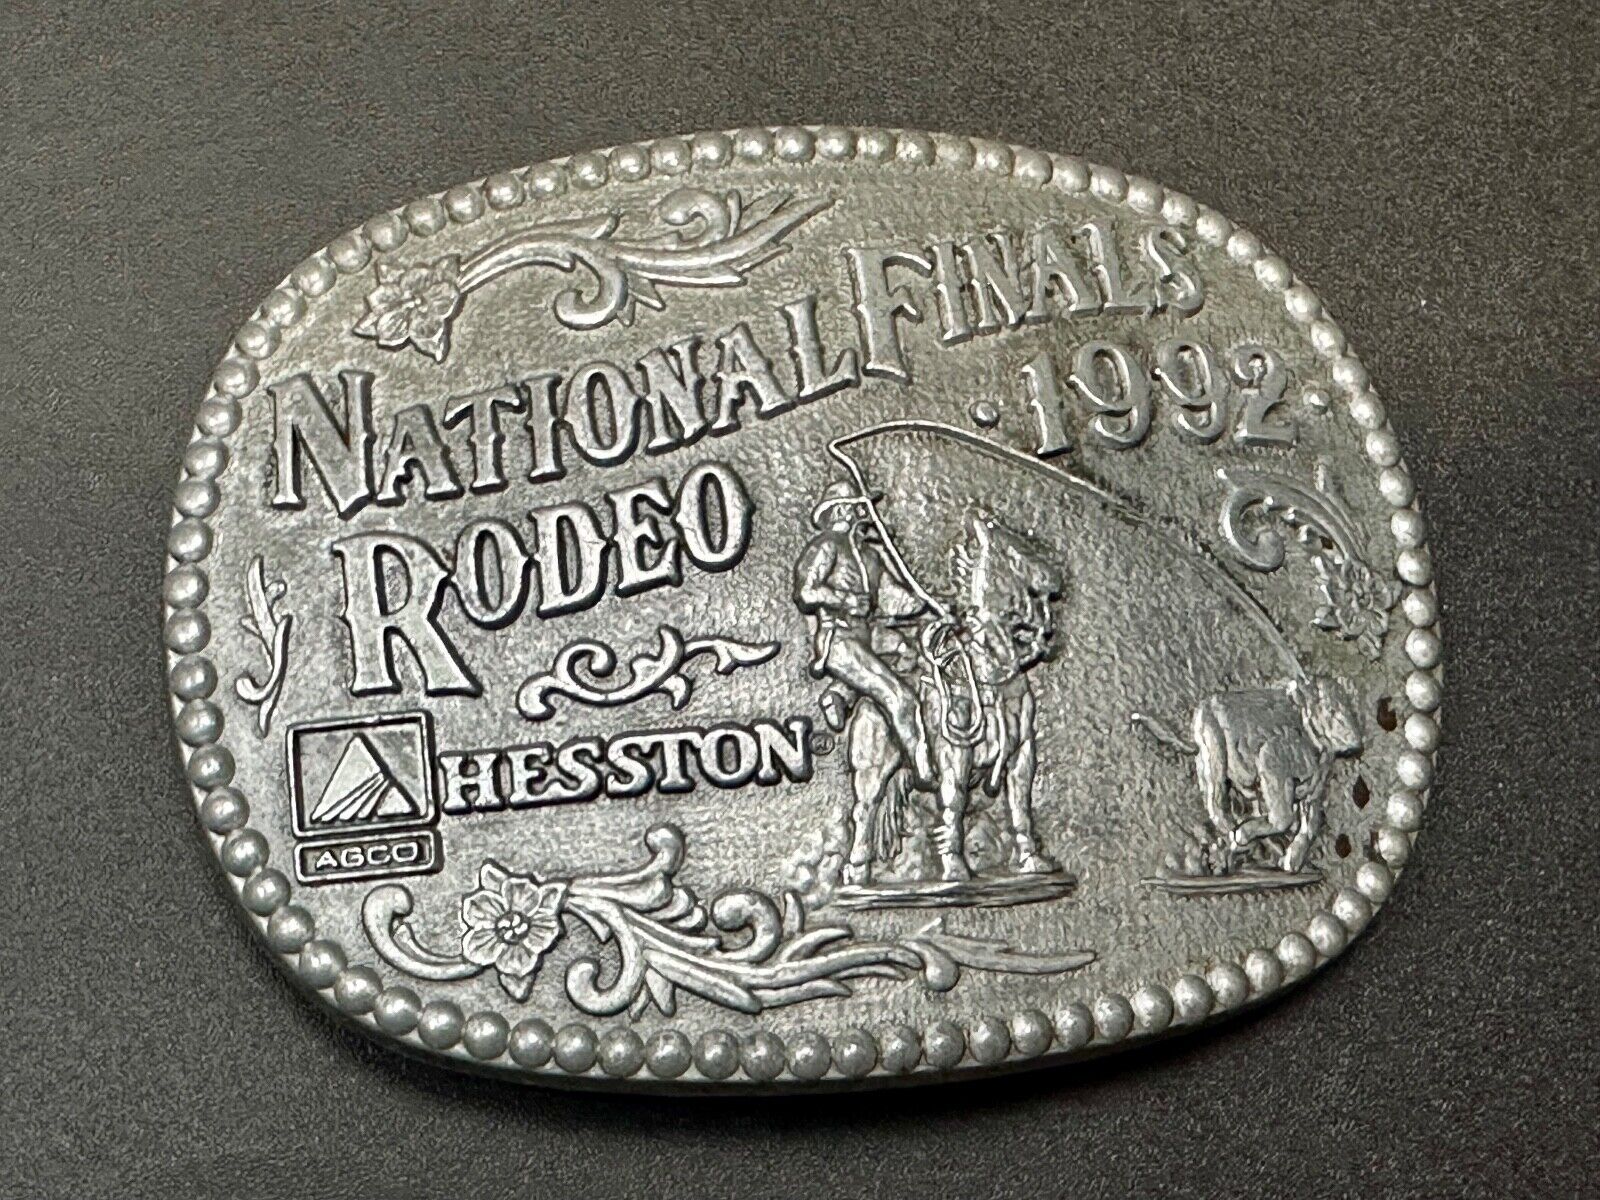 NATIONAL FINALS
RODEO
· 1992 ·
HESSTON®
AGCO